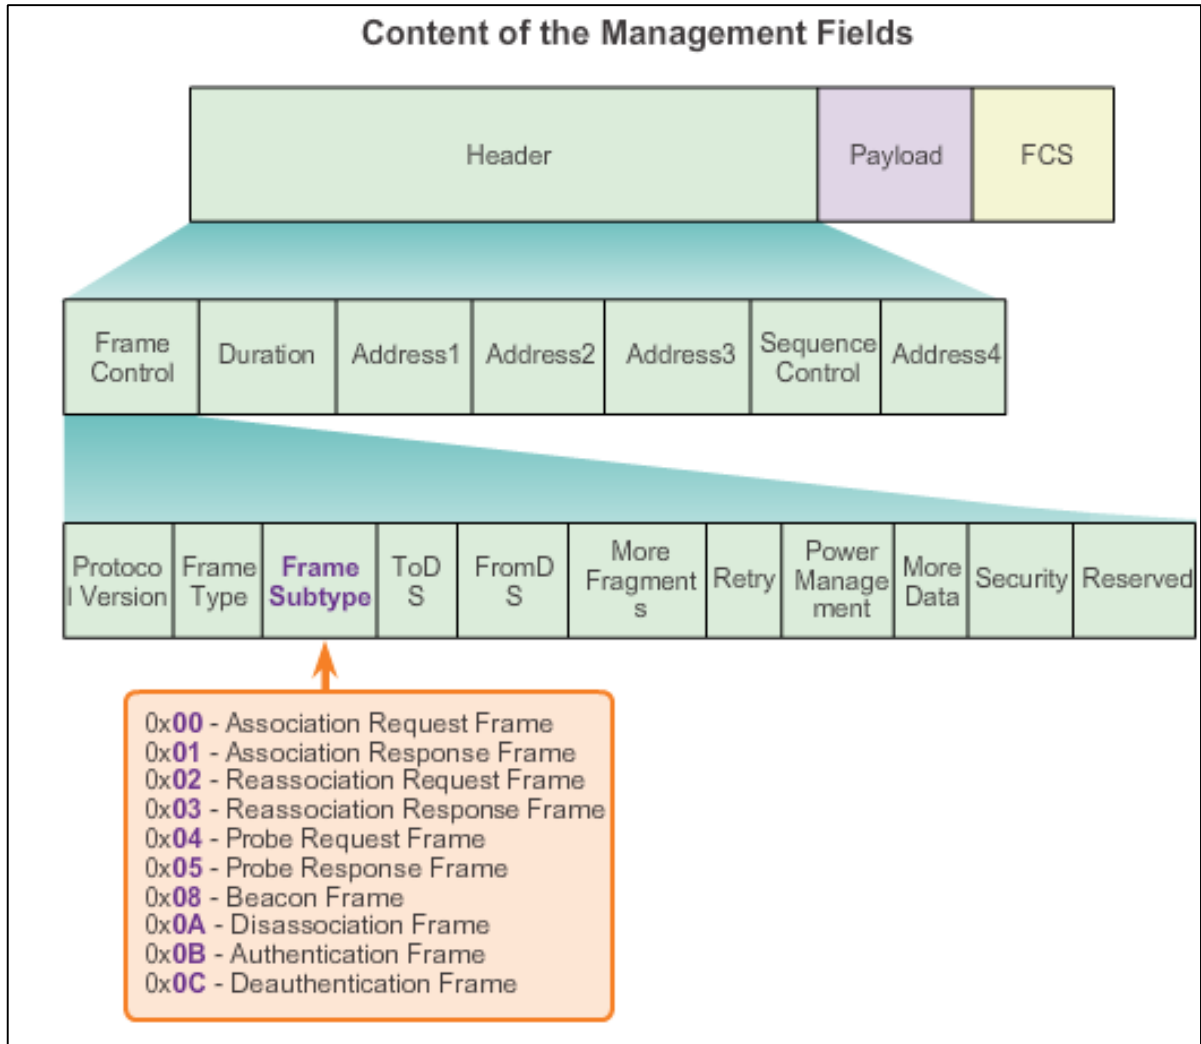 Content of the Management Fields
Header
Payload
FCS
Frame
Control
Duration
Address1
Address2
Address3
Sequence
Control
Address4
Protoco
l Version
Frame
Type
Frame
Subtype
ToD
S
FromD
S
More
Fragment
s
Retry
Power
Manage
ment
More
Data
Security
Reserved
0x00 - Association Request Frame
0x01 - Association Response Frame
0x02 - Reassociation Request Frame
0x03 - Reassociation Response Frame
0x04 - Probe Request Frame
0x05 - Probe Response Frame
0x08 - Beacon Frame
0x0A - Disassociation Frame
0x0B - Authentication Frame
0x0C - Deauthentication Frame